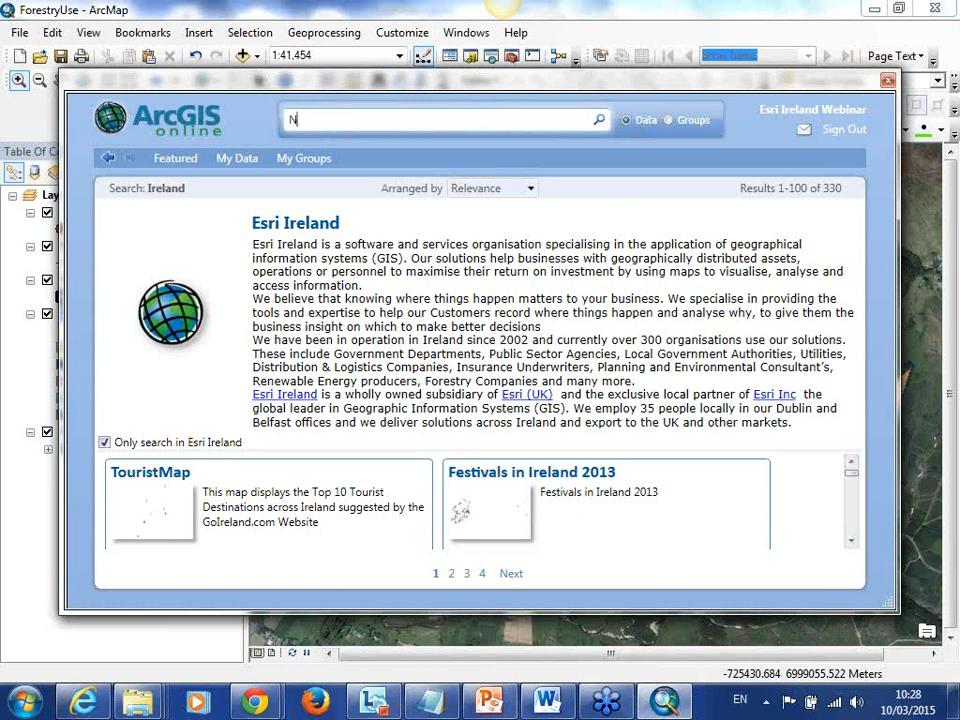 ForestryUse - ArcMap
File Edit View Bookmarks Insert Selection Geoprocessing Customize Windows Help
1:41,454
Page Text
ArcGIS online
N
Data Groups
Esri Ireland Webinar
Sign Out
Table Of Co
Featured My Data My Groups
Lay
Search: Ireland
Arranged by Relevance
Results 1-100 of 330
Esri Ireland
Esri Ireland is a software and services organisation specialising in the application of geographical
information systems (GIS). Our solutions help businesses with geographically distributed assets,
operations or personnel to maximise their return on investment by using maps to visualise, analyse and
access information.
We believe that knowing where things happen matters to your business. We specialise in providing the
tools and expertise to help our Customers record where things happen and analyse why, to give them the
business insight on which to make better decisions
We have been in operation in Ireland since 2002 and currently over 300 organisations use our solutions.
These include Government Departments, Public Sector Agencies, Local Government Authorities, Utilities,
Distribution & Logistics Companies, Insurance Underwriters, Planning and Environmental Consultant's,
Renewable Energy producers, Forestry Companies and many more.
Esri Ireland is a wholly owned subsidiary of Esri (UK) and the exclusive local partner of Esri Inc the
global leader in Geographic Information Systems (GIS). We employ 35 people locally in our Dublin and
Belfast offices and we deliver solutions across Ireland and export to the UK and other markets.
Only search in Esri Ireland
TouristMap
This map displays the Top 10 Tourist
Destinations across Ireland suggested by the
GoIreland.com Website
Festivals in Ireland 2013
Festivals in Ireland 2013
1 2 3 4 Next
-725430.684 6999055.522 Meters
EN
10:28
10/03/2015